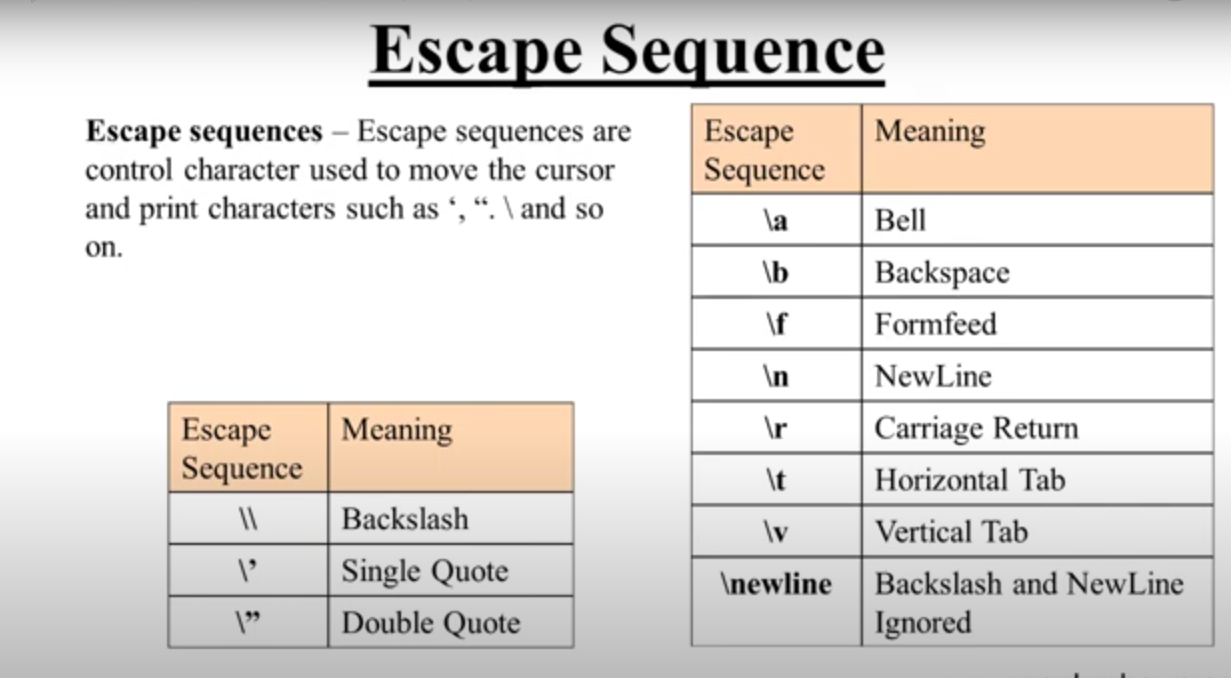 Escape Sequence
Escape sequences – Escape sequences are
control character used to move the cursor
and print characters such as ‘, “. \ and so
on.
Escape Sequence Meaning
\\ Backslash
\’ Single Quote
\” Double Quote
Escape Sequence Meaning
\a Bell
\b Backspace
\f Formfeed
\n NewLine
\r Carriage Return
\t Horizontal Tab
\v Vertical Tab
\newline Backslash and NewLine
Ignored